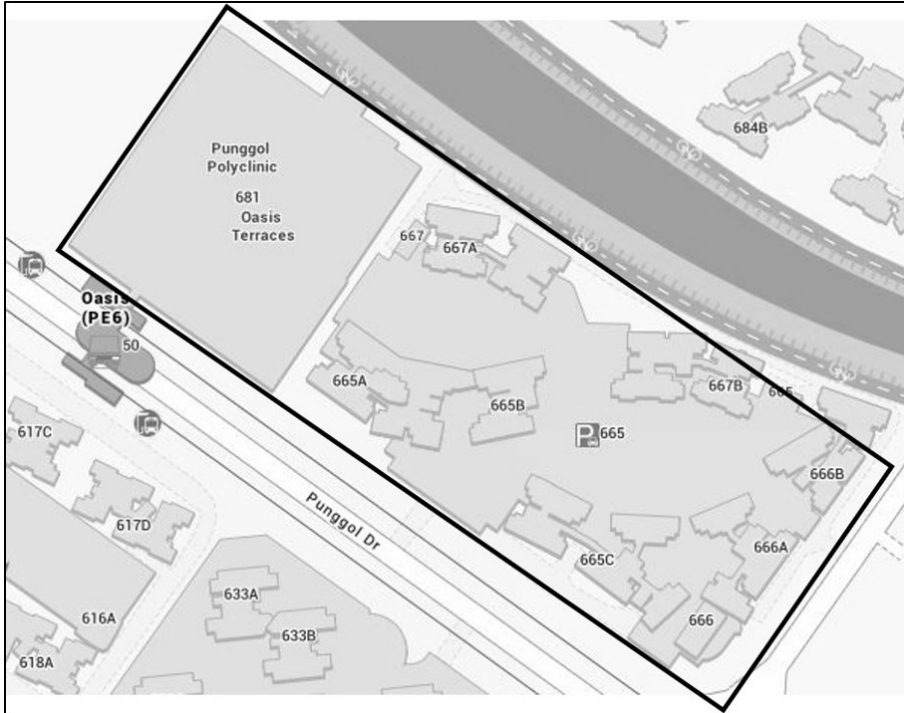 684B
Punggol
Polyclinic
681
Oasis
Terraces
667
667A
Oasis
(PE6)
50
665A
665B
667B
665
P
665
617C
666B
617D
Punggol Dr
666A
665C
633A
616A
633B
666
618A